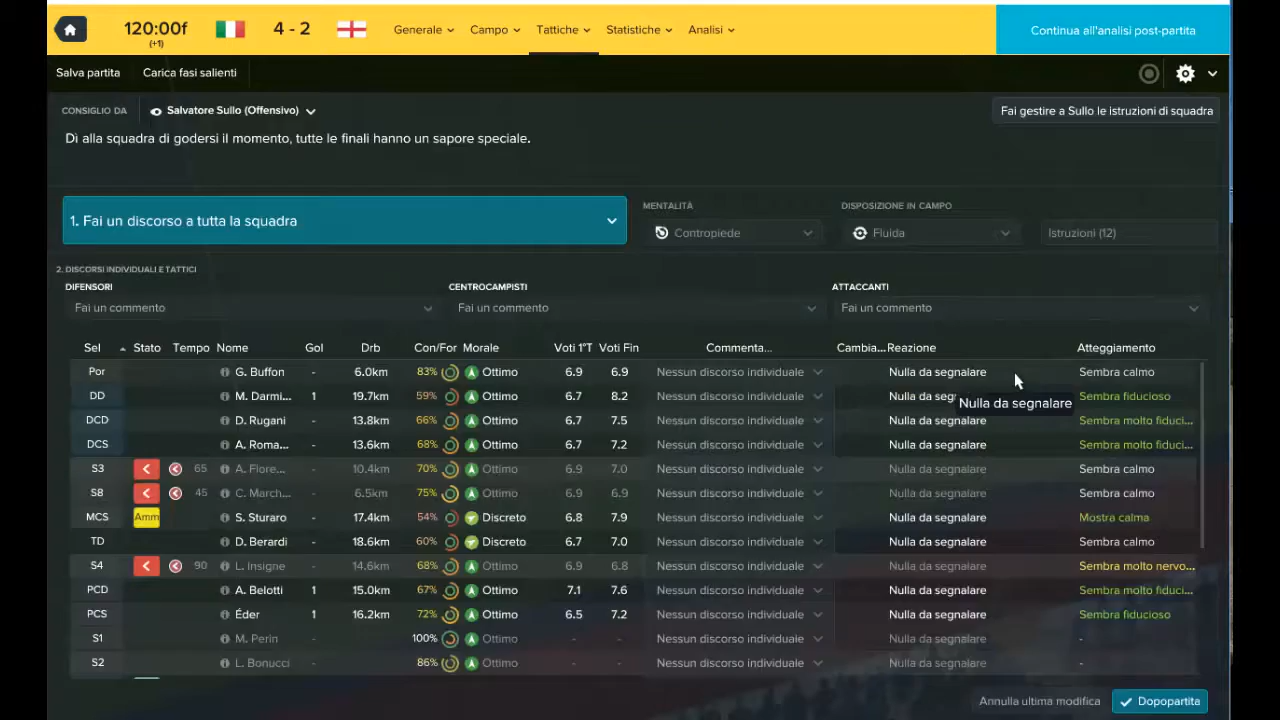 120:00f
(+1)
4 - 2
Generale
Campo
Tattiche
Statistiche
Analisi
Continua all'analisi post-partita
Salva partita
Carica fasi salienti
CONSIGLIO DA
Salvatore Sullo (Offensivo)
Fai gestire a Sullo le istruzioni di squadra
Dì alla squadra di godersi il momento, tutte le finali hanno un sapore speciale.
1. Fai un discorso a tutta la squadra
MENTALITÀ
Contropiede
DISPOSIZIONE IN CAMPO
Fluida
Istruzioni (12)
2. DISCORSI INDIVIDUALI E TATTICI
DIFENSORI
Fai un commento
CENTROCAMPISTI
Fai un commento
ATTACCANTI
Fai un commento
Sel Stato Tempo Nome Gol Drb Con/For Morale Voti 1°T Voti Fin Commenta... Cambia... Reazione Atteggiamento
Por G. Buffon - 6.0km 83% Ottimo 6.9 6.9 Nessun discorso individuale Nulla da segnalare Sembra calmo
DD M. Darmi... 1 19.7km 59% Ottimo 6.7 8.2 Nessun discorso individuale Nulla da seg Sembra fiducioso
Nulla da segnalare
DCD D. Rugani - 13.8km 66% Ottimo 6.7 7.5 Nessun discorso individuale Nulla da segnalare Sembra molto fiduci...
DCS A. Roma... - 13.6km 68% Ottimo 6.7 7.2 Nessun discorso individuale Nulla da segnalare Sembra molto fiduci...
S3 65 A. Fiore... - 10.4km 70% Ottimo 6.9 7.0 Nessun discorso individuale Nulla da segnalare Sembra calmo
S8 45 C. March... - 6.5km 75% Ottimo 6.9 6.9 Nessun discorso individuale Nulla da segnalare Sembra calmo
MCS Amm S. Sturaro - 17.4km 54% Discreto 6.8 7.9 Nessun discorso individuale Nulla da segnalare Mostra calma
TD D. Berardi - 18.6km 60% Discreto 6.7 7.0 Nessun discorso individuale Nulla da segnalare Sembra calmo
S4 90 L. Insigne - 14.6km 68% Ottimo 6.9 6.8 Nessun discorso individuale Nulla da segnalare Sembra molto nervo...
PCD A. Belotti 1 15.0km 67% Ottimo 7.1 7.6 Nessun discorso individuale Nulla da segnalare Sembra molto fiduci...
PCS Éder 1 16.2km 72% Ottimo 6.5 7.2 Nessun discorso individuale Nulla da segnalare Sembra fiducioso
S1 M. Perin - 100% Ottimo - - Nessun discorso individuale Nulla da segnalare -
S2 L. Bonucci - 86% Ottimo - - Nessun discorso individuale Nulla da segnalare -
Annulla ultima modifica
Dopopartita